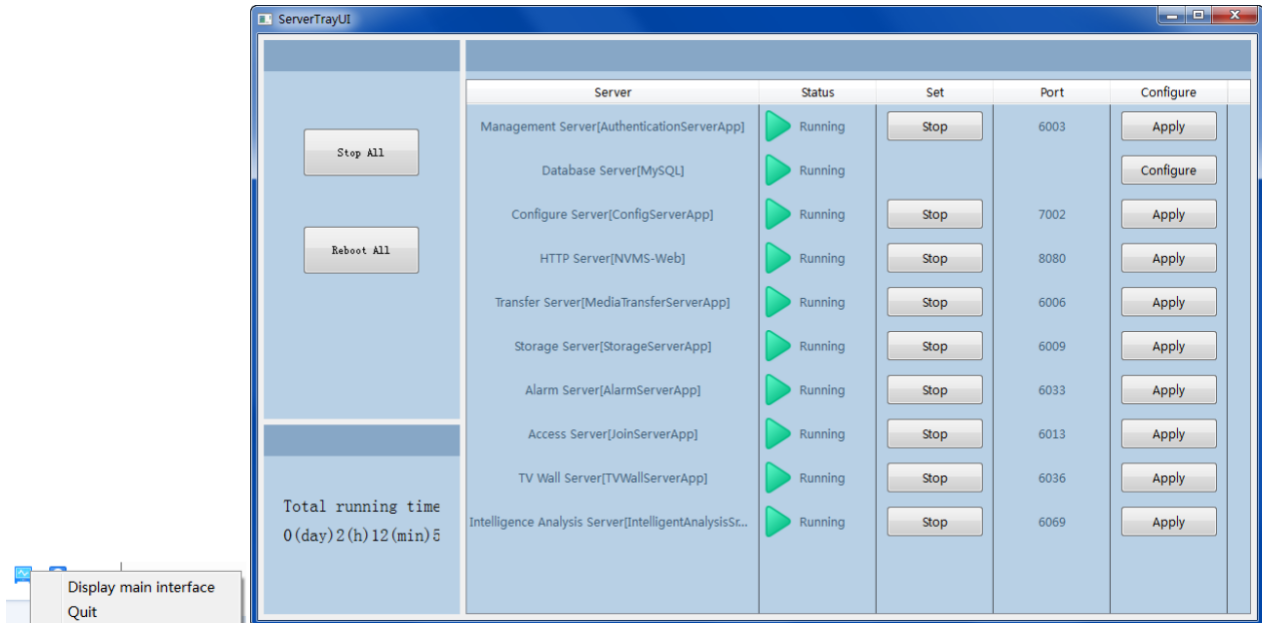 ServerTrayUI
Stop All
Reboot All
Total running time
0(day)2(h)12(min)5
Server Status Set Port Configure
Management Server[AuthenticationServerApp] Running Stop 6003 Apply
Database Server[MySQL] Running Configure
Configure Server[ConfigServerApp] Running Stop 7002 Apply
HTTP Server[NVMS-Web] Running Stop 8080 Apply
Transfer Server[MediaTransferServerApp] Running Stop 6006 Apply
Storage Server[StorageServerApp] Running Stop 6009 Apply
Alarm Server[AlarmServerApp] Running Stop 6033 Apply
Access Server[JoinServerApp] Running Stop 6013 Apply
TV Wall Server[TVWallServerApp] Running Stop 6036 Apply
Intelligence Analysis Server[IntelligentAnalysisSr... Running Stop 6069 Apply
Display main interface
Quit